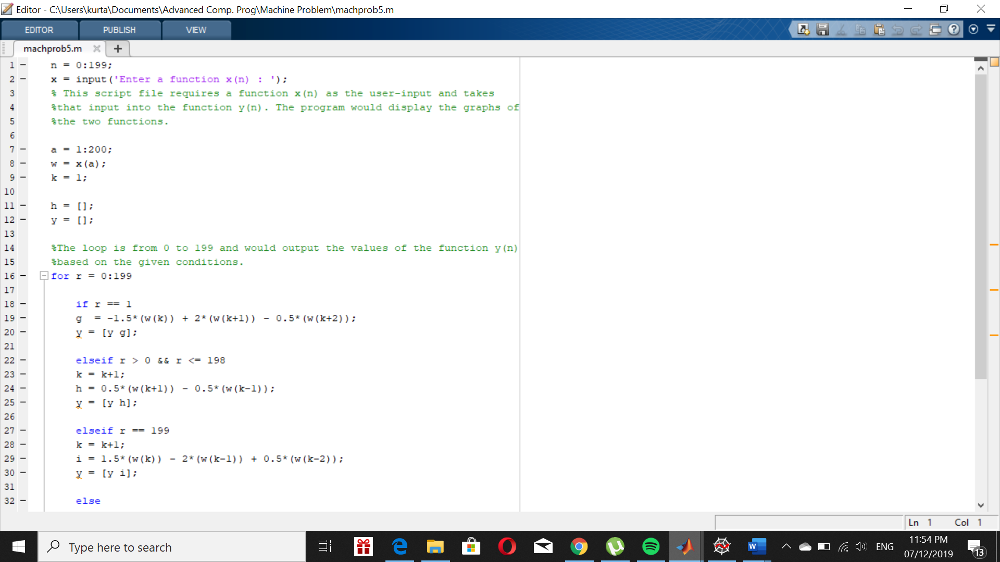 Editor - C:\Users\kurta\Documents\Advanced Comp. Prog\Machine Problem\machprob5.m
EDITOR PUBLISH VIEW
machprob5.m
1 n = 0:199;
2 x = input('Enter a function x(n) : ');
3 % This script file requires a function x(n) as the user-input and takes
4 %that input into the function y(n). The program would display the graphs of
5 %the two functions.
6
7 a = 1:200;
8 w = x(a);
9 k = 1;
10
11 h = [];
12 y = [];
13
14 %The loop is from 0 to 199 and would output the values of the function y(n)
15 %based on the given conditions.
16 for r = 0:199
17
18 if r == 1
19 g  = -1.5*(w(k)) + 2*(w(k+1)) - 0.5*(w(k+2));
20 y = [y g];
21
22 elseif r > 0 && r <= 198
23 k = k+1;
24 h = 0.5*(w(k+1)) - 0.5*(w(k-1));
25 y = [y h];
26
27 elseif r == 199
28 k = k+1;
29 i = 1.5*(w(k)) - 2*(w(k-1)) + 0.5*(w(k-2));
30 y = [y i];
31
32 else
Ln 1 Col 1
Type here to search
W
ENG
11:54 PM
07/12/2019
13